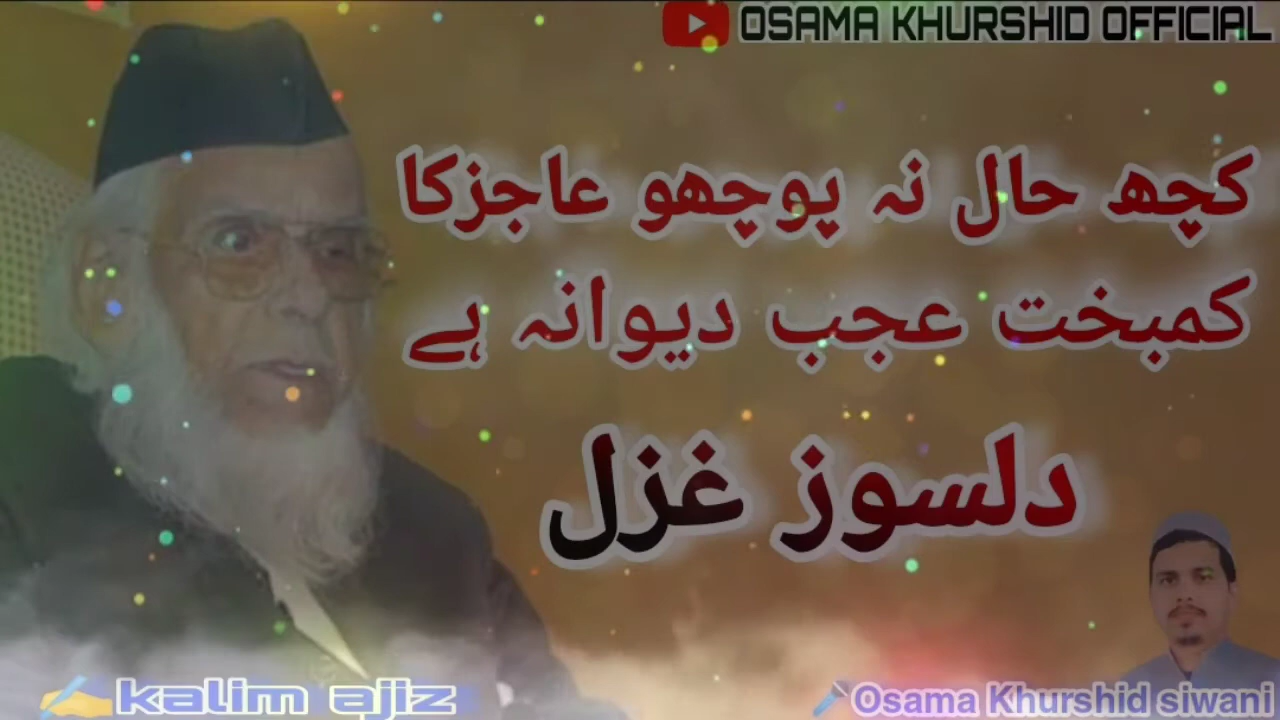 OSAMA KHURSHID OFFICIAL
کچھ حال نہ پوچھو عاجزکا
کمبخت عجب دیوانہ ہے
دلسوز غزل
kalim ajiz
Osama Khurshid siwani